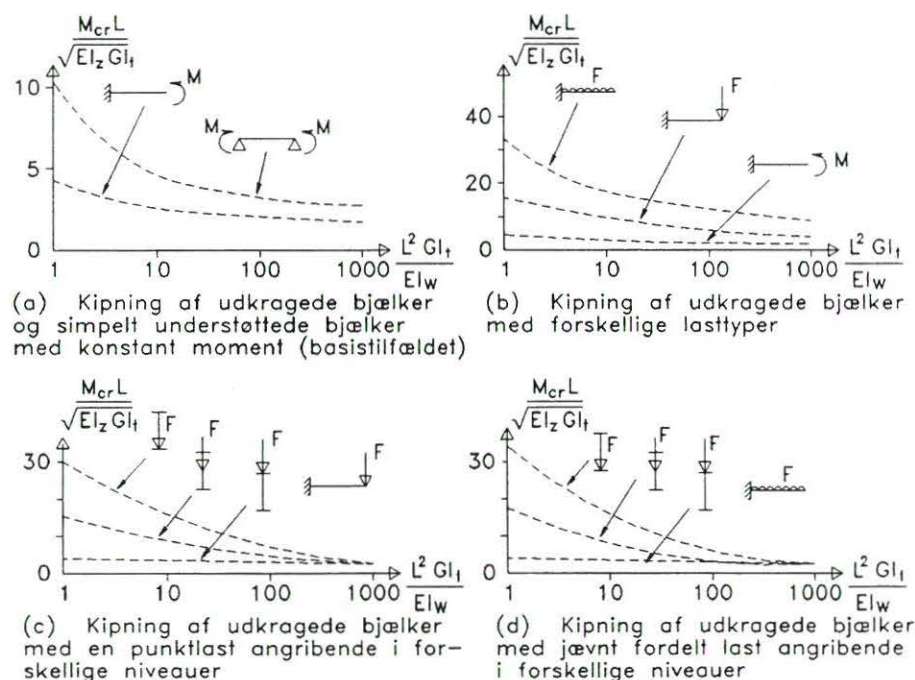 M_cr L
√EI_z GI_t
10
5
0
M
M
M
1
10
100
1000
L² GI_t
EI_w
(a) Kipning af udkragede bjælker
og simpelt understøttede bjælker
med konstant moment (basistilfældet)
M_cr L
√EI_z GI_t
40
20
0
F
F
M
1
10
100
1000
L² GI_t
EI_w
(b) Kipning af udkragede bjælker
med forskellige lasttyper
M_cr L
√EI_z GI_t
30
0
F
F
F
F
1
10
100
1000
L² GI_t
EI_w
(c) Kipning af udkragede bjælker
med en punktlast angribende i for-
skellige niveauer
M_cr L
√EI_z GI_t
30
0
F
F
F
F
1
10
100
1000
L² GI_t
EI_w
(d) Kipning af udkragede bjælker
med jævnt fordelt last angribende
i forskellige niveauer